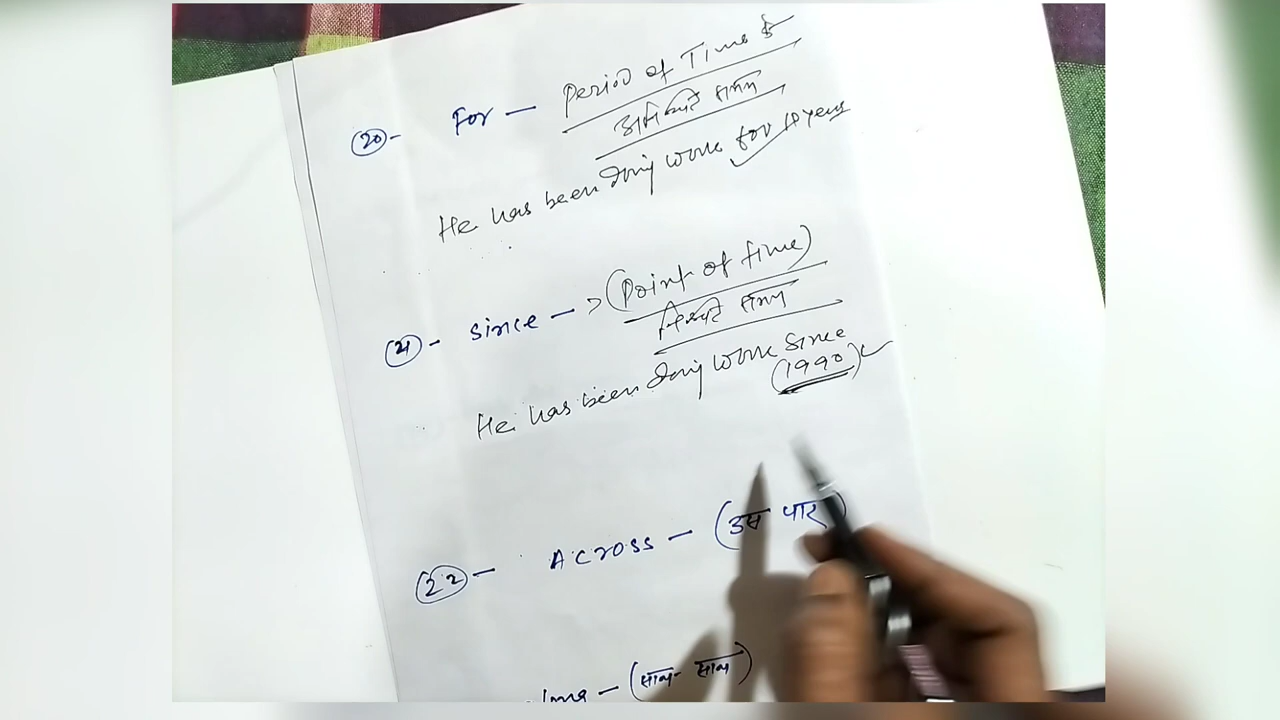 (20)- For — Period of Time
अनिश्चित समय
He has been doing work for 10 years
(21)- Since — > (Point of time)
निश्चित समय
He has been doing work since
(1990)
(22)- Across — (उस पार)
(साथ-साथ)